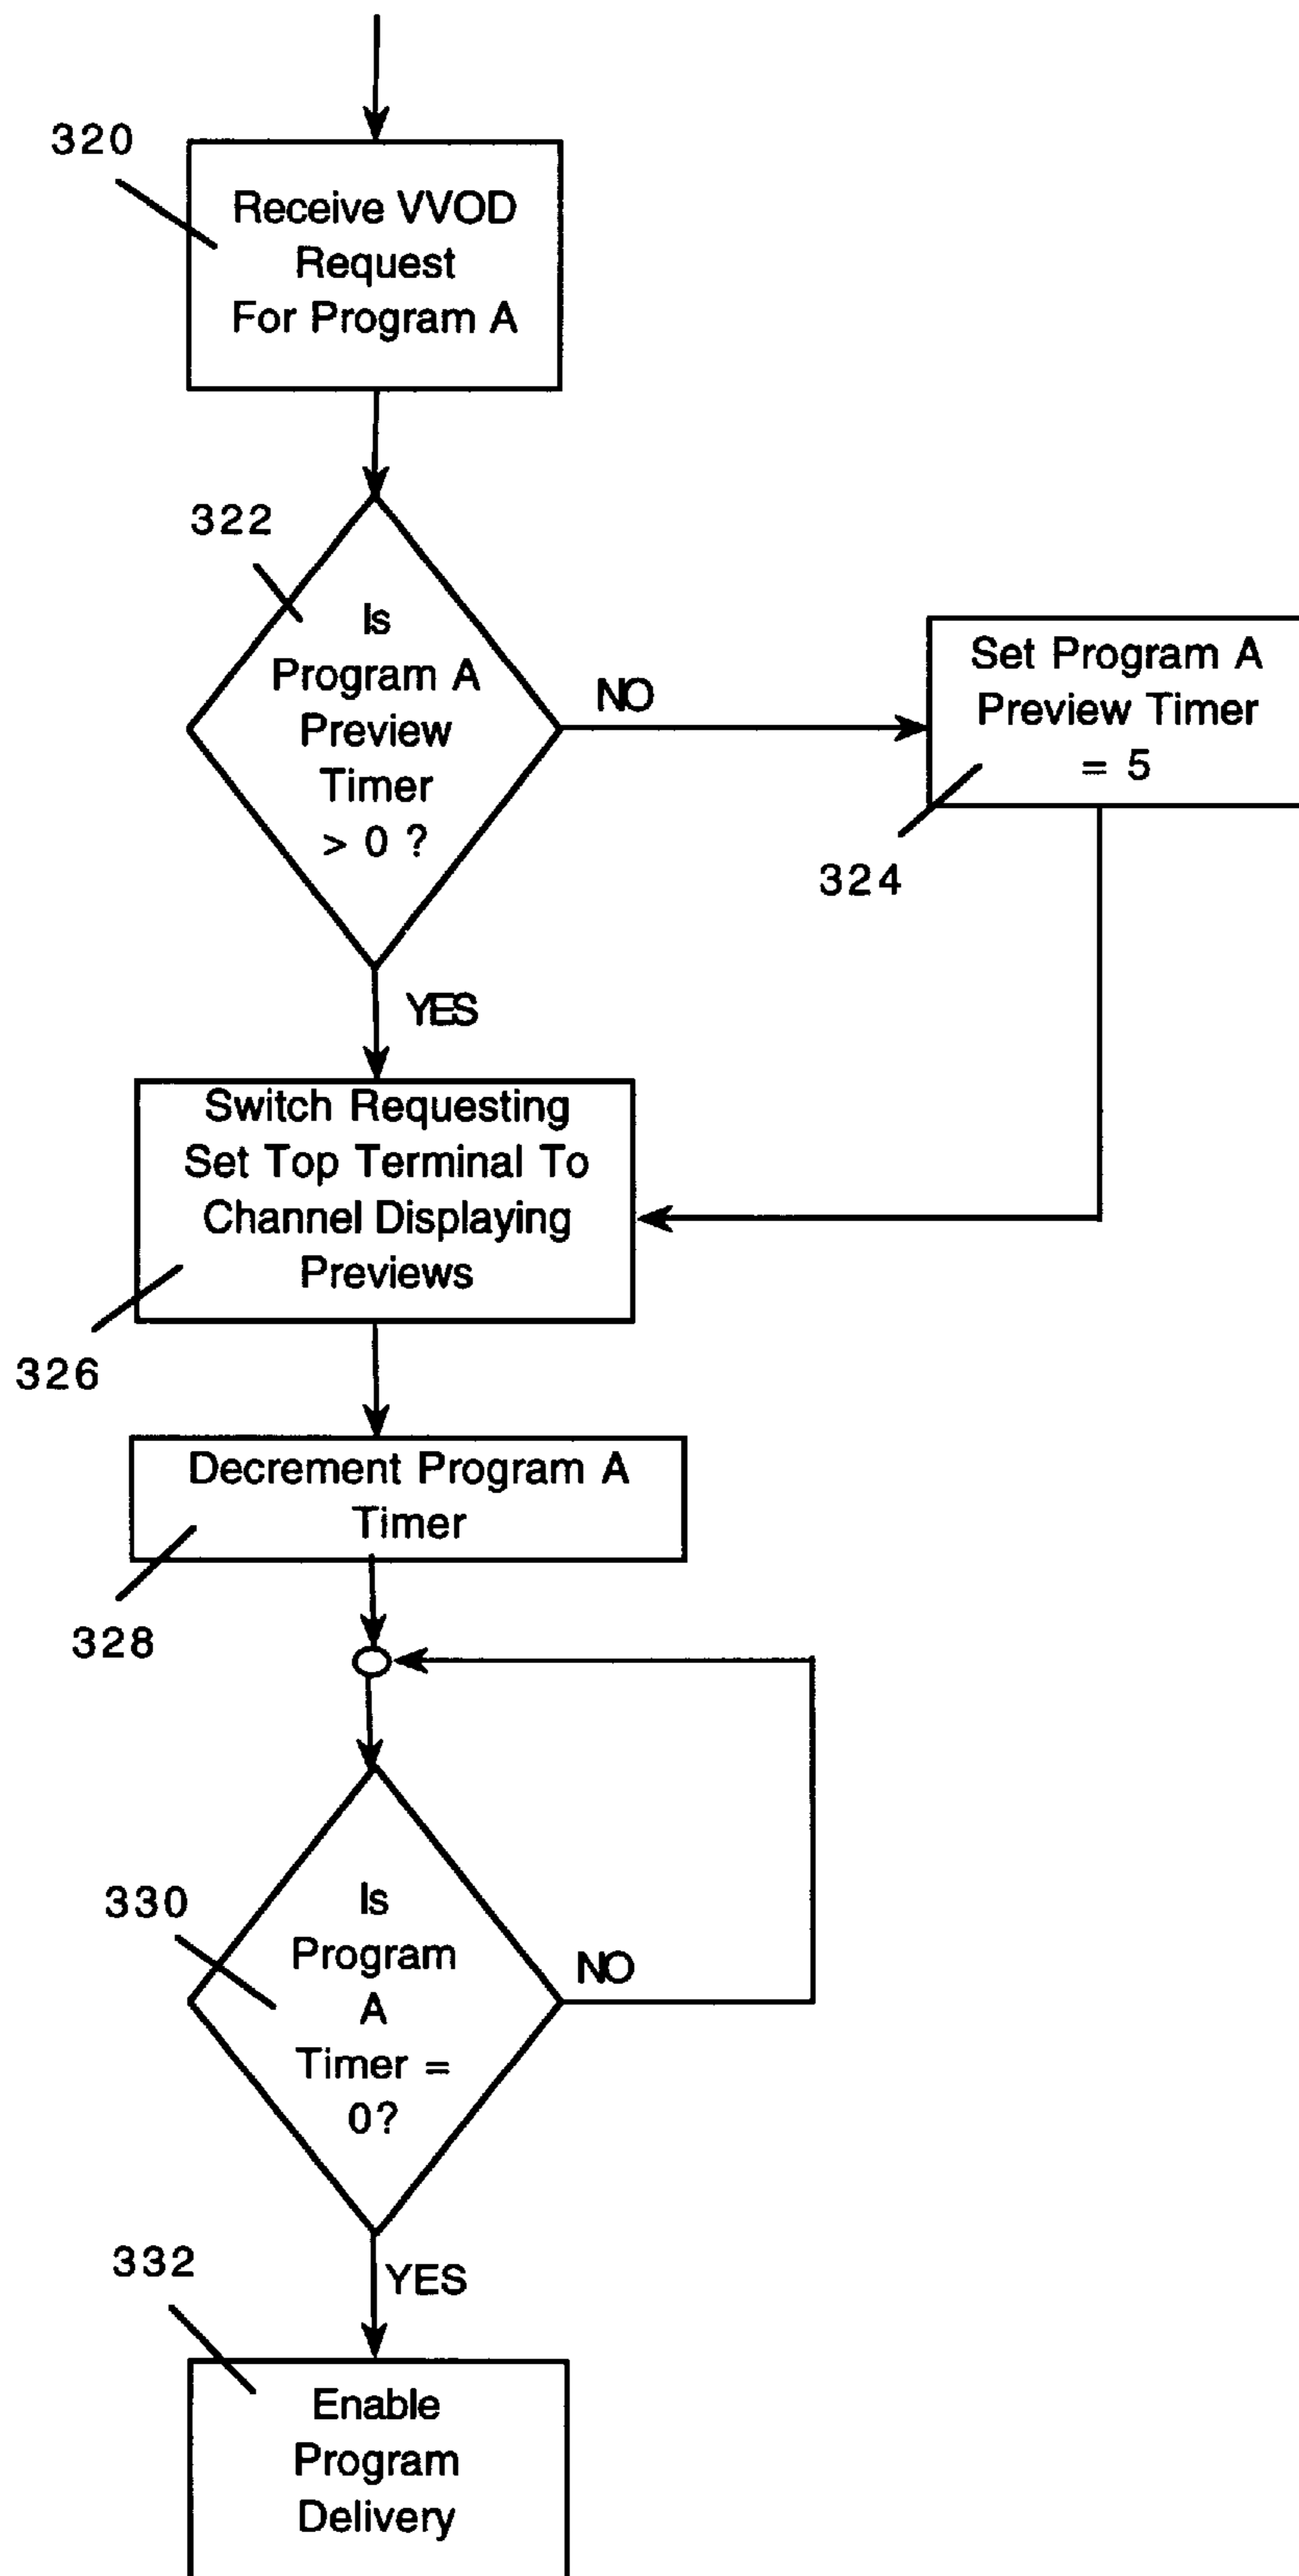 320
Receive VVOD
Request
For Program A
322
Is
Program A
Preview
Timer
> 0 ?
NO
Set Program A
Preview Timer
= 5
324
YES
Switch Requesting
Set Top Terminal To
Channel Displaying
Previews
326
Decrement Program A
Timer
328
330
Is
Program
A
Timer =
0?
NO
YES
332
Enable
Program
Delivery